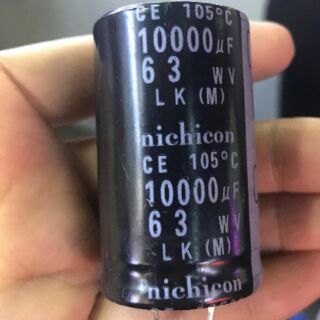 CE 105°C
10000µF
63 WV
LK (M)
nichicon
CE 105°C
10000µF
63 WV
LK (M)
nichicon